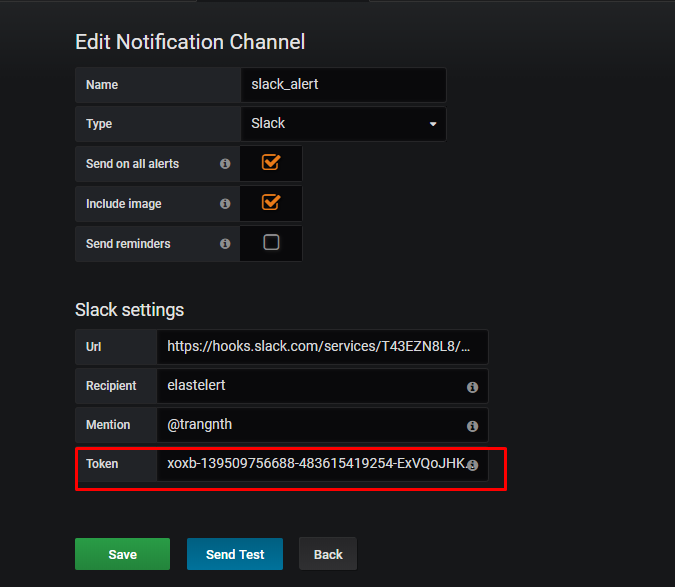 Edit Notification Channel
Name slack_alert
Type Slack
Send on all alerts
Include image
Send reminders
Slack settings
Url https://hooks.slack.com/services/T43EZN8L8/...
Recipient elastelert
Mention @trangnth
Token xoxb-139509756688-483615419254-ExVQoJHK.
Save Send Test Back